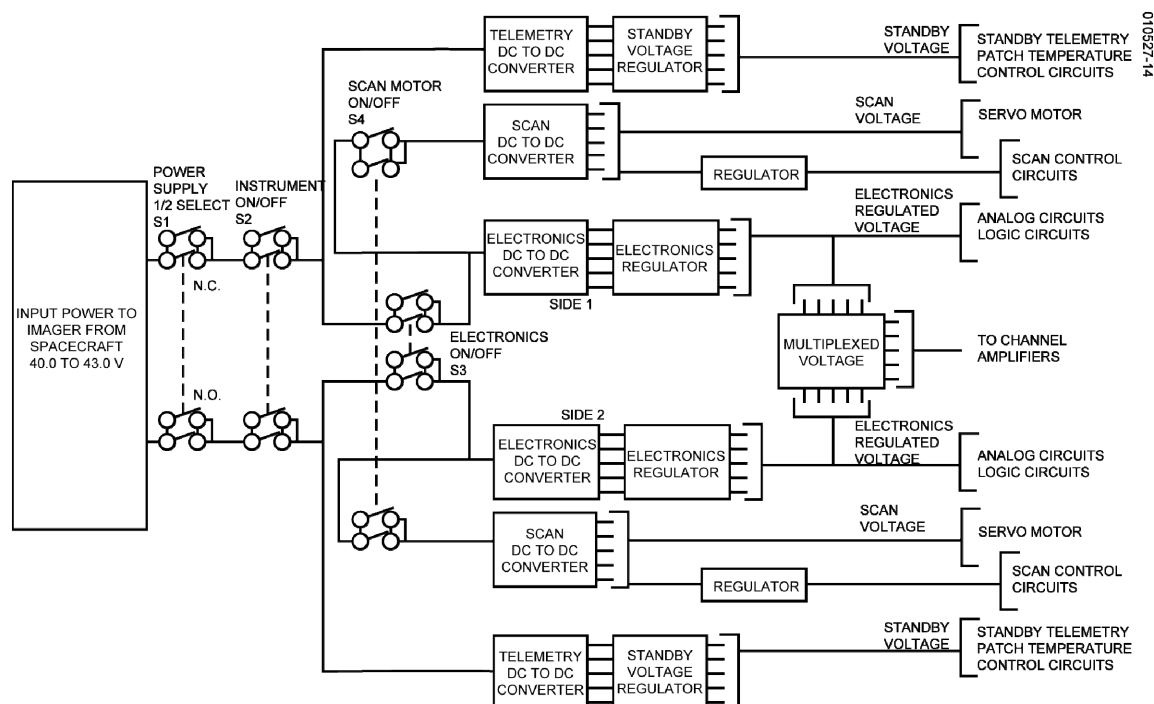 010527-14
TELEMETRY
DC TO DC
CONVERTER
STANDBY
VOLTAGE
REGULATOR
STANDBY
VOLTAGE
STANDBY TELEMETRY
PATCH TEMPERATURE
CONTROL CIRCUITS
SCAN MOTOR
ON/OFF
S4
SCAN
DC TO DC
CONVERTER
SCAN
VOLTAGE
SERVO MOTOR
REGULATOR
SCAN CONTROL
CIRCUITS
POWER
SUPPLY
1/2 SELECT
S1
INSTRUMENT
ON/OFF
S2
ELECTRONICS
DC TO DC
CONVERTER
SIDE 1
ELECTRONICS
REGULATOR
ELECTRONICS
REGULATED
VOLTAGE
ANALOG CIRCUITS
LOGIC CIRCUITS
N.C.
INPUT POWER TO
IMAGER FROM
SPACECRAFT
40.0 TO 43.0 V
ELECTRONICS
ON/OFF
S3
MULTIPLEXED
VOLTAGE
TO CHANNEL
AMPLIFIERS
N.O.
SIDE 2
ELECTRONICS
DC TO DC
CONVERTER
ELECTRONICS
REGULATOR
ELECTRONICS
REGULATED
VOLTAGE
ANALOG CIRCUITS
LOGIC CIRCUITS
SCAN
DC TO DC
CONVERTER
SCAN
VOLTAGE
SERVO MOTOR
REGULATOR
SCAN CONTROL
CIRCUITS
TELEMETRY
DC TO DC
CONVERTER
STANDBY
VOLTAGE
REGULATOR
STANDBY
VOLTAGE
STANDBY TELEMETRY
PATCH TEMPERATURE
CONTROL CIRCUITS